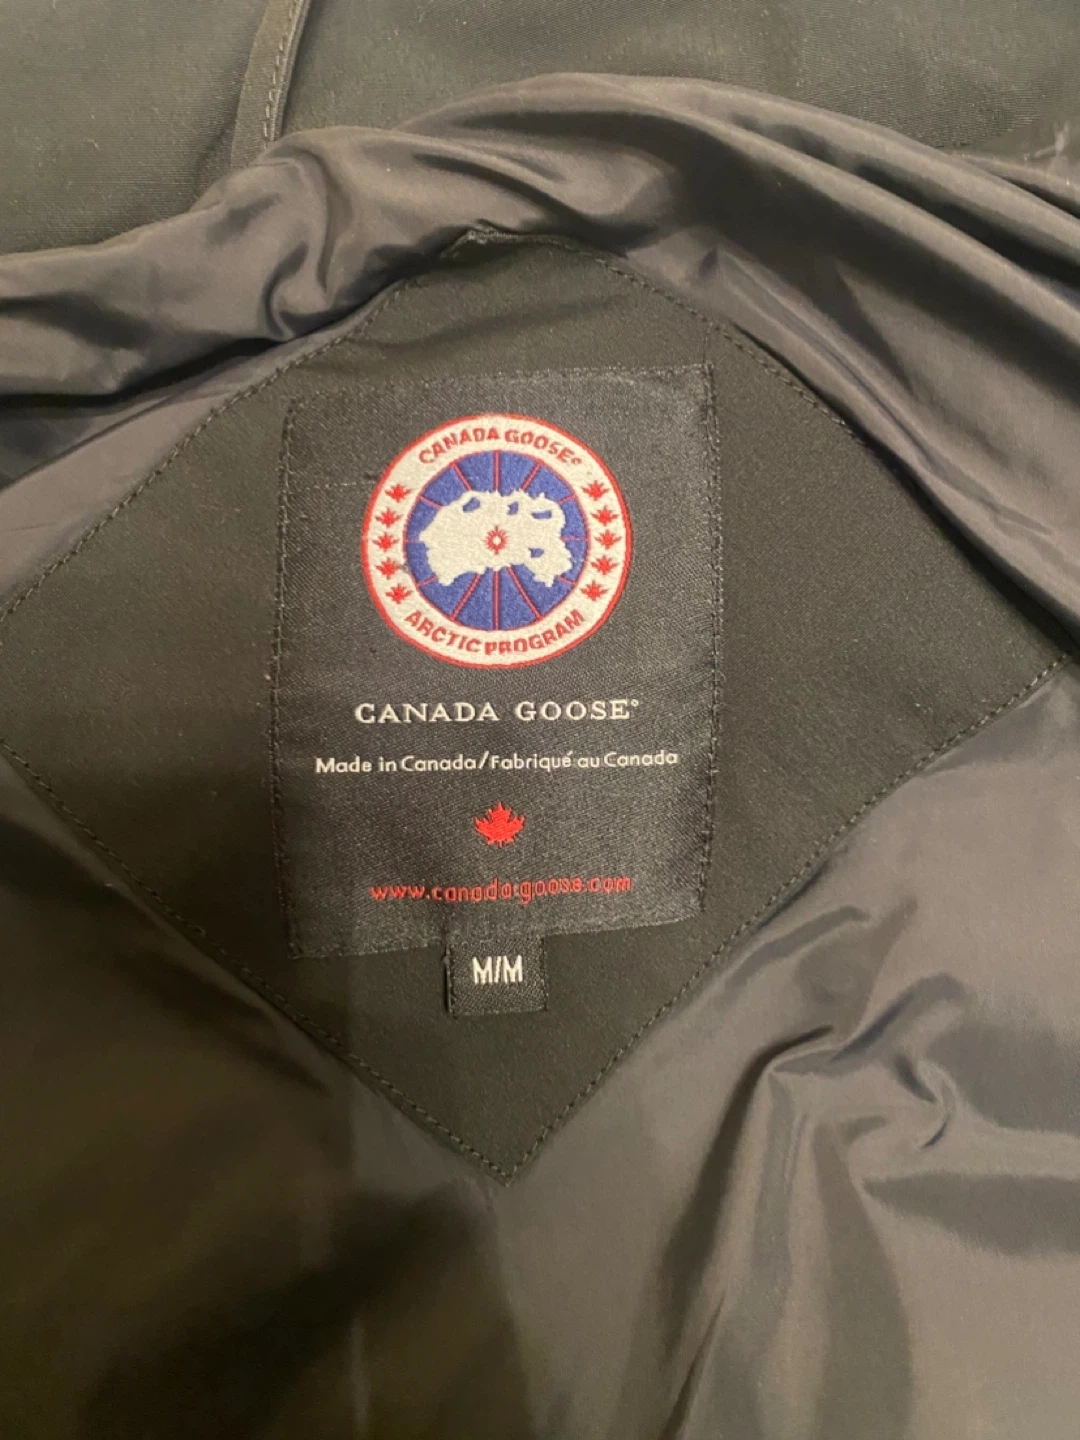 CANADA GOOSE®
ARCTIC PROGRAM
CANADA GOOSE®
Made in Canada/Fabriqué au Canada
www.canada-goose.com
M/M